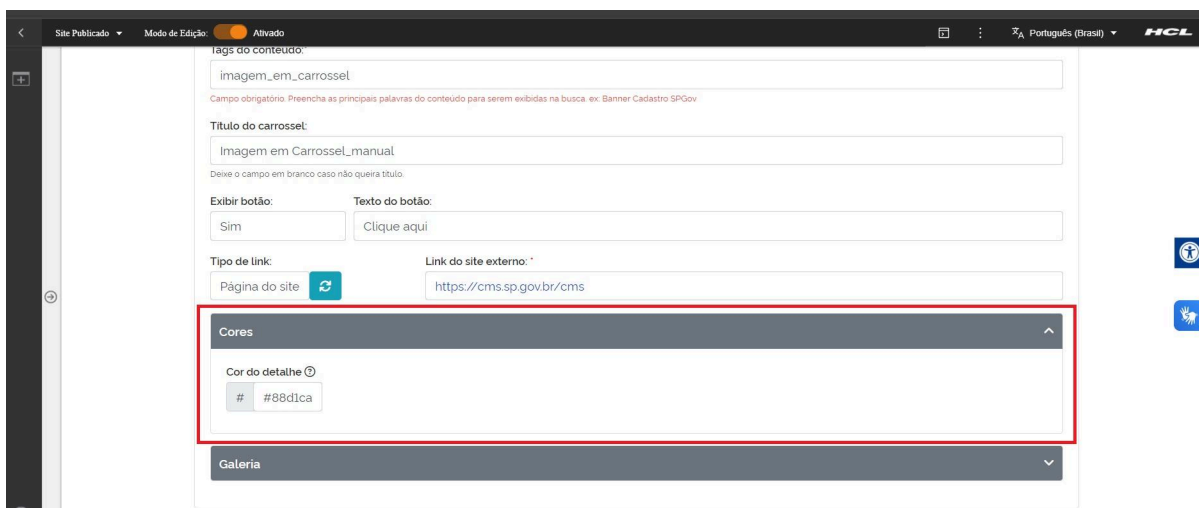 Site Publicado Modo de Edição: Ativado Português (Brasil) HCL
Tags do conteúdo:*
imagem_em_carrossel
Campo obrigatório. Preencha as principais palavras do conteúdo para serem exibidas na busca. ex: Banner Cadastro SPGov
Título do carrossel:
Imagem em Carrossel_manual
Deixe o campo em branco caso não queira título.
Exibir botão: Texto do botão:
Sim Clique aqui
Tipo de link: Link do site externo: *
Página do site https://cms.sp.gov.br/cms
Cores
Cor do detalhe
# #88d1ca
Galeria